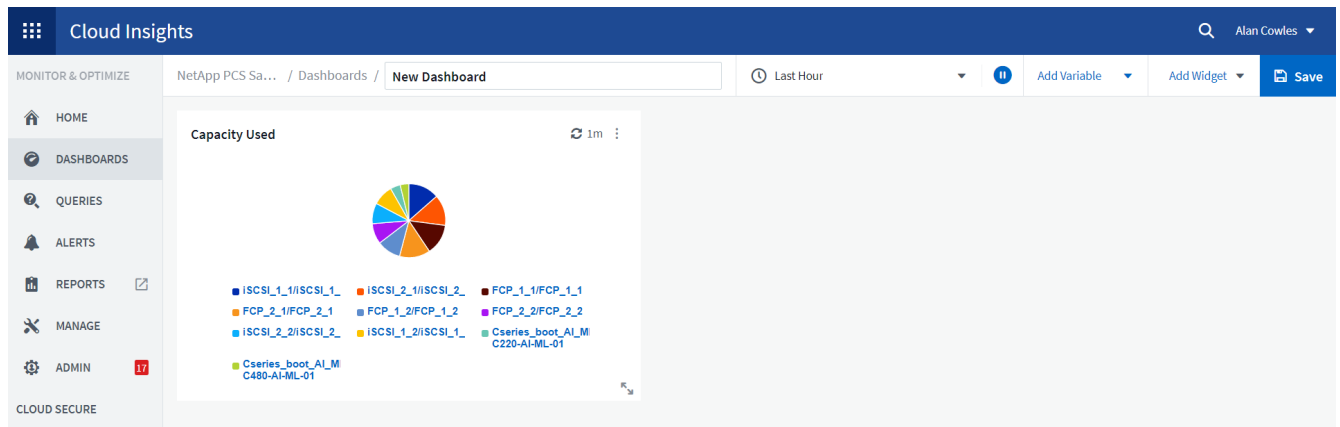 Cloud Insights
Alan Cowles
MONITOR & OPTIMIZE
NetApp PCS Sa... / Dashboards / New Dashboard
Last Hour
Add Variable
Add Widget
Save
HOME
DASHBOARDS
QUERIES
ALERTS
REPORTS
MANAGE
ADMIN 17
CLOUD SECURE
Capacity Used
1m
iSCSI_1_1/iSCSI_1_ iSCSI_2_1/iSCSI_2_ FCP_1_1/FCP_1_1
FCP_2_1/FCP_2_1 FCP_1_2/FCP_1_2 FCP_2_2/FCP_2_2
iSCSI_2_2/iSCSI_2_ iSCSI_1_2/iSCSI_1_ Cseries_boot_AI_M
C220-AI-ML-01
Cseries_boot_AI_M
C480-AI-ML-01